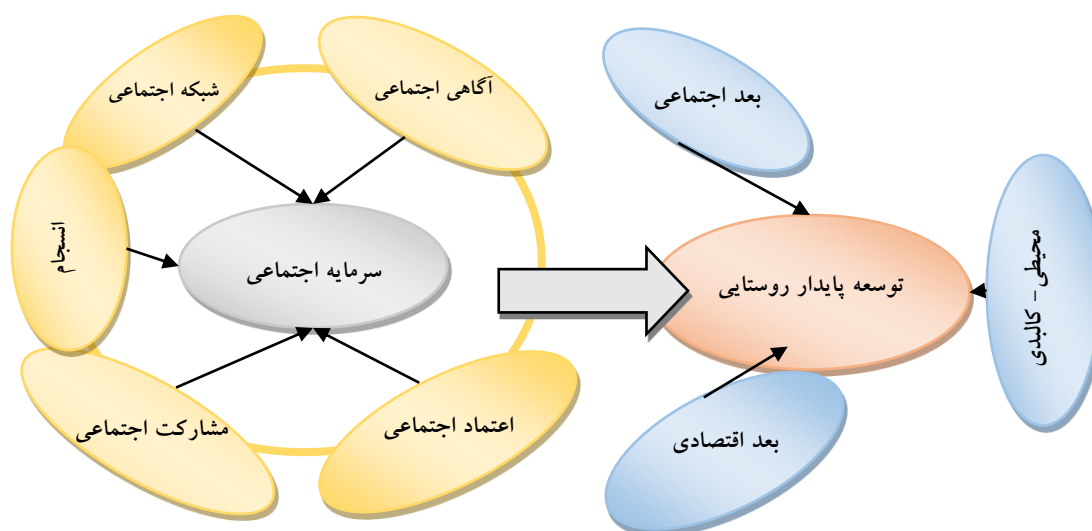 آگاهی اجتماعی
شبکه اجتماعی
انسجام
سرمایه اجتماعی
مشارکت اجتماعی
اعتماد اجتماعی
بعد اجتماعی
محیطی - کالبدی
توسعه پایدار روستایی
بعد اقتصادی